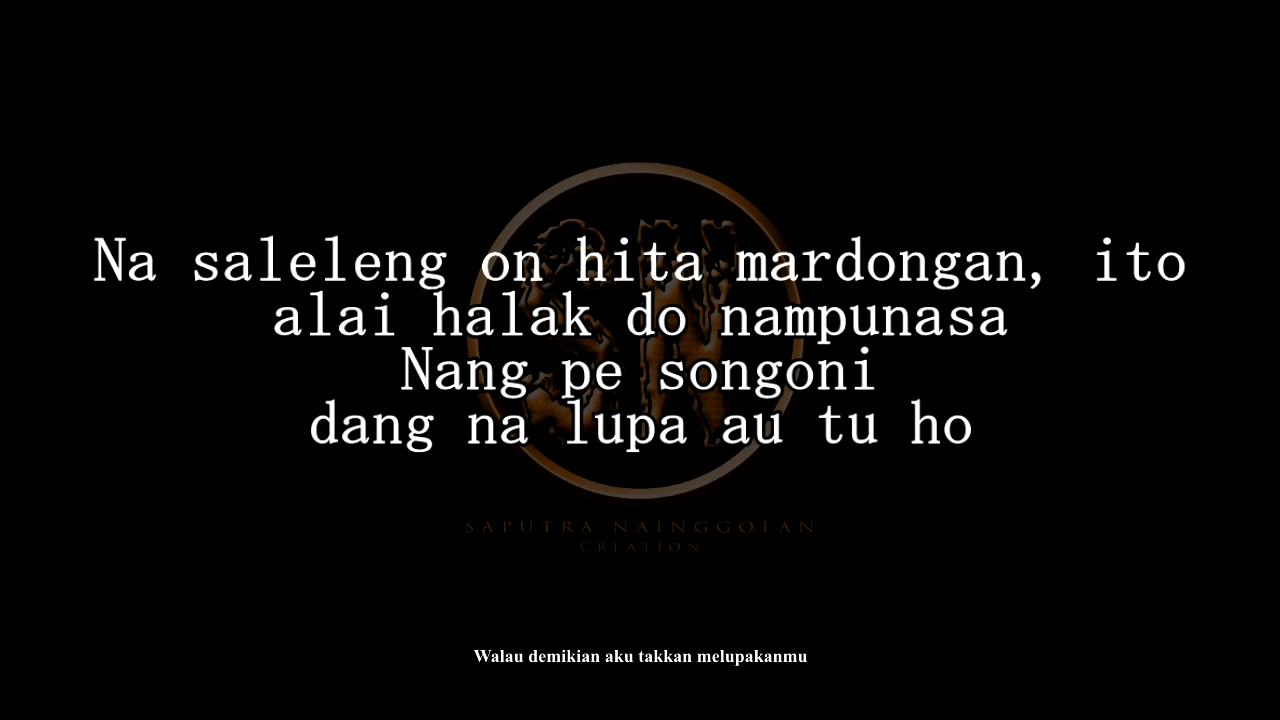 Na saleleng on hita mardongan, ito
alai halak do nampunasa
Nang pe songoni
dang na lupa au tu ho
SN
SAPUTRA NAINGGOLAN
CREATION
Walau demikian aku takkan melupakanmu